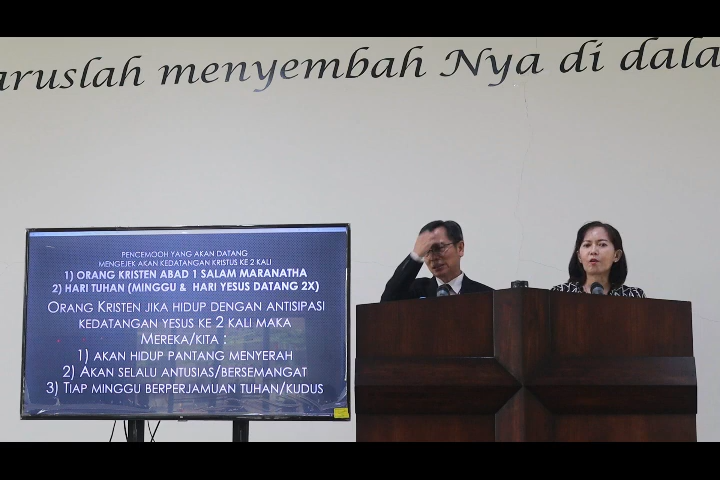 aruslah menyembah Nya di dala
PENCEMOOH YANG AKAN DATANG
MENGEJEK AKAN KEDATANGAN KRISTUS KE 2 KALI
1) ORANG KRISTEN ABAD 1 SALAM MARANATHA
2) HARI TUHAN (MINGGU & HARI YESUS DATANG 2X)
ORANG KRISTEN JIKA HIDUP DENGAN ANTISIPASI
KEDATANGAN YESUS KE 2 KALI MAKA
MEREKA/KITA :
1) AKAN HIDUP PANTANG MENYERAH
2) AKAN SELALU ANTUSIAS/BERSEMANGAT
3) TIAP MINGGU BERPERJAMUAN TUHAN/KUDUS